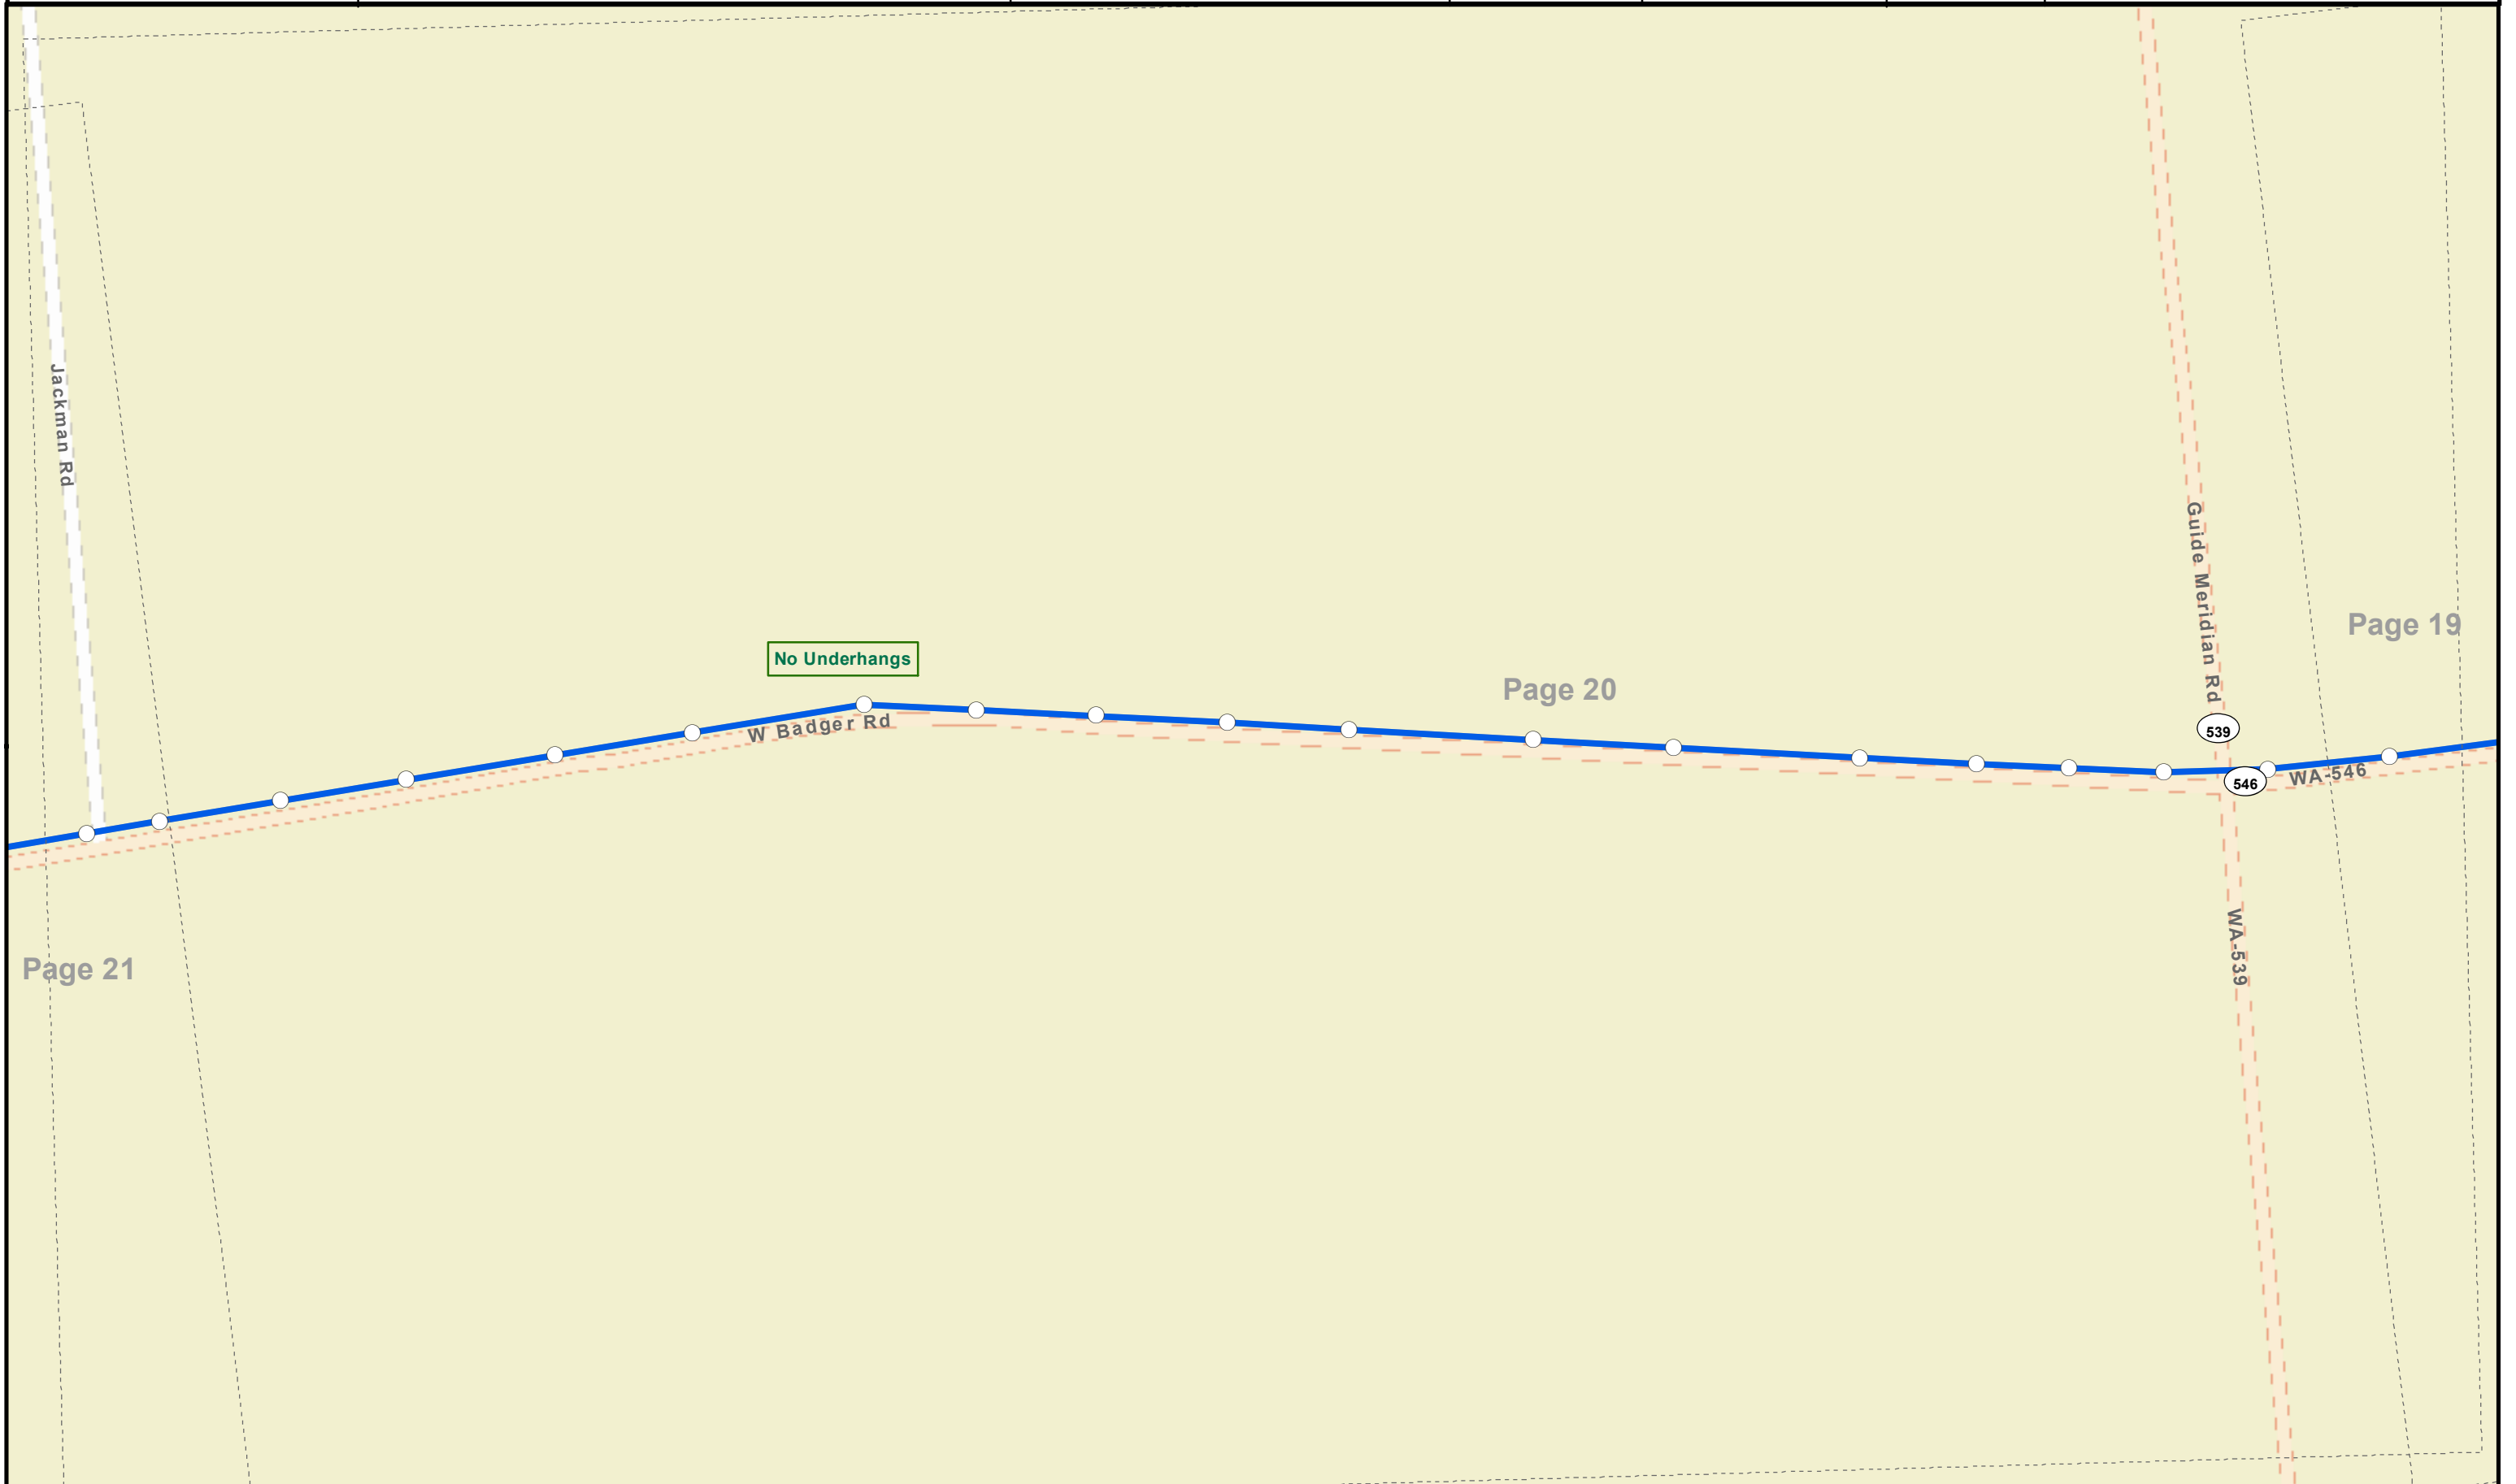 Jackman Rd
Guide Meridian Rd
Page 19
No Underhangs
Page 20
W Badger Rd
539
546
WA-546
WA-539
Page 21